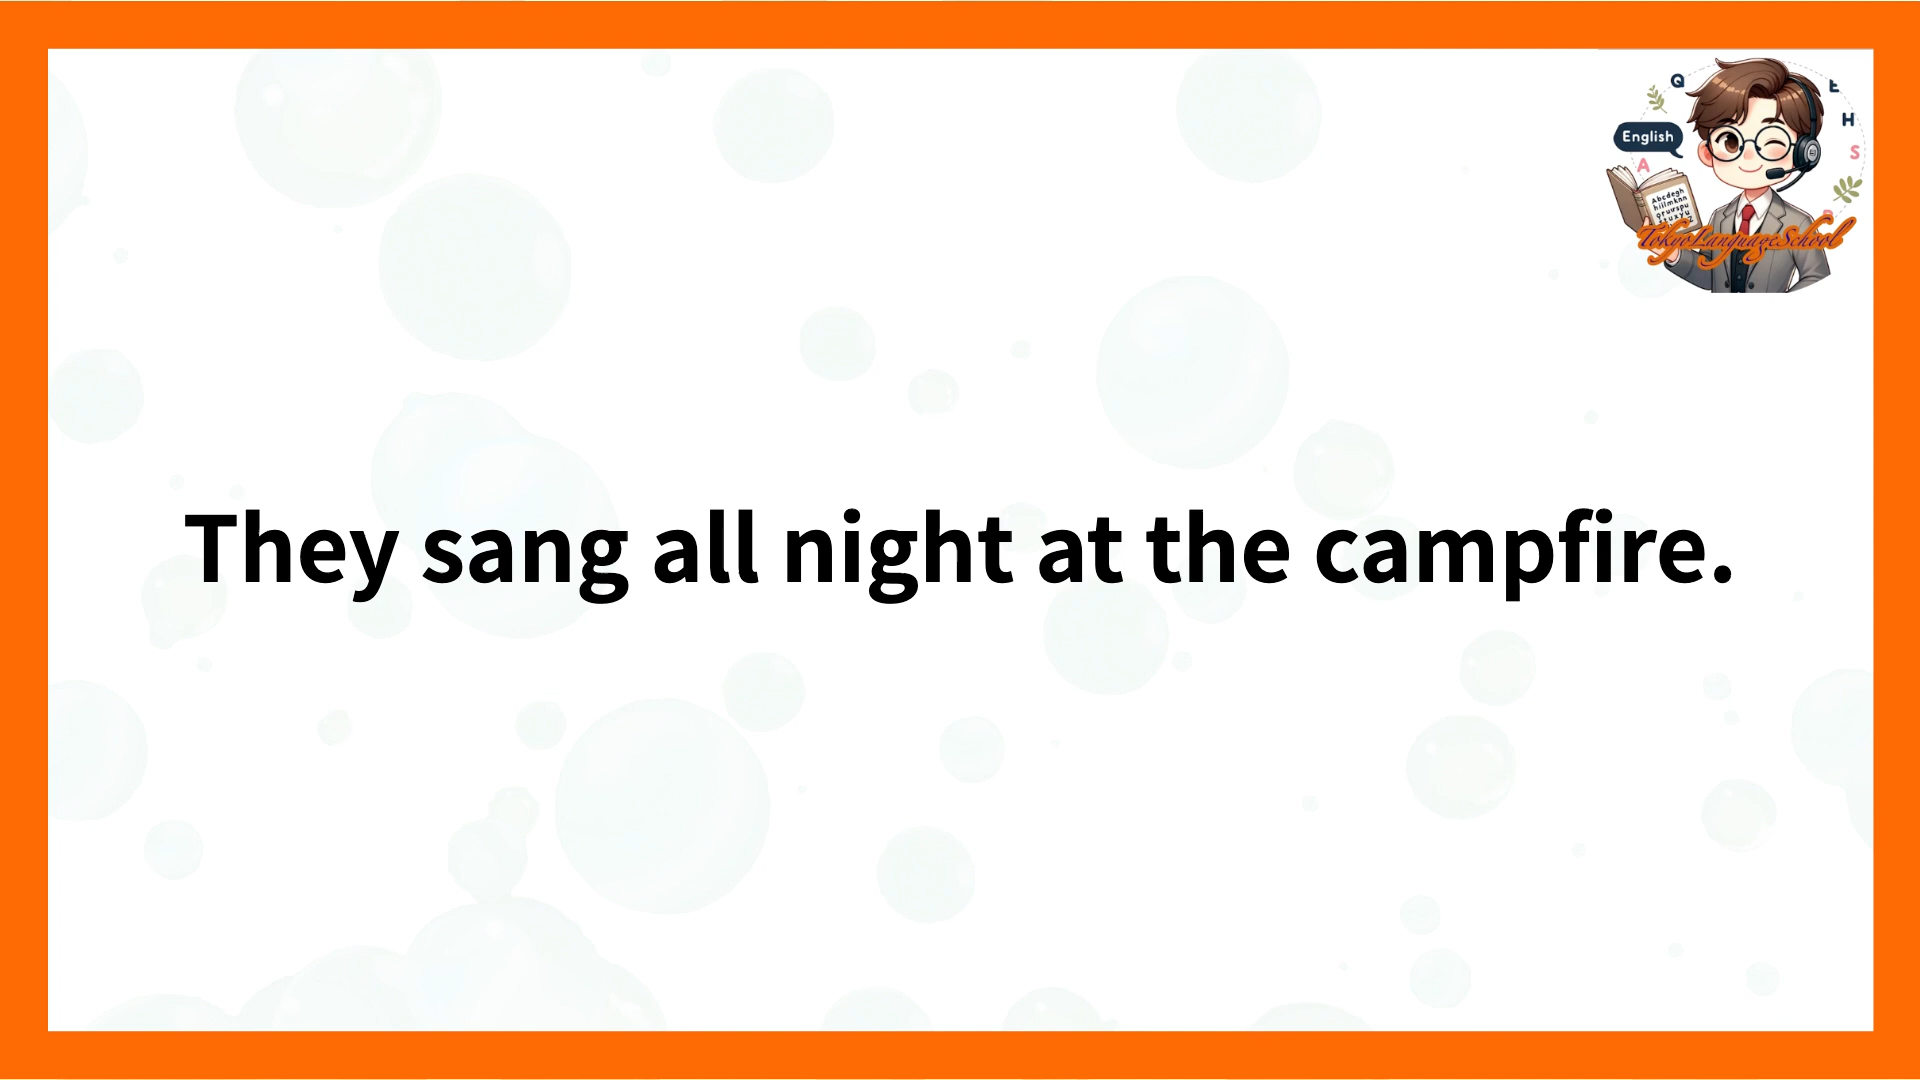 English
TokyoLanguageSchool
They sang all night at the campfire.